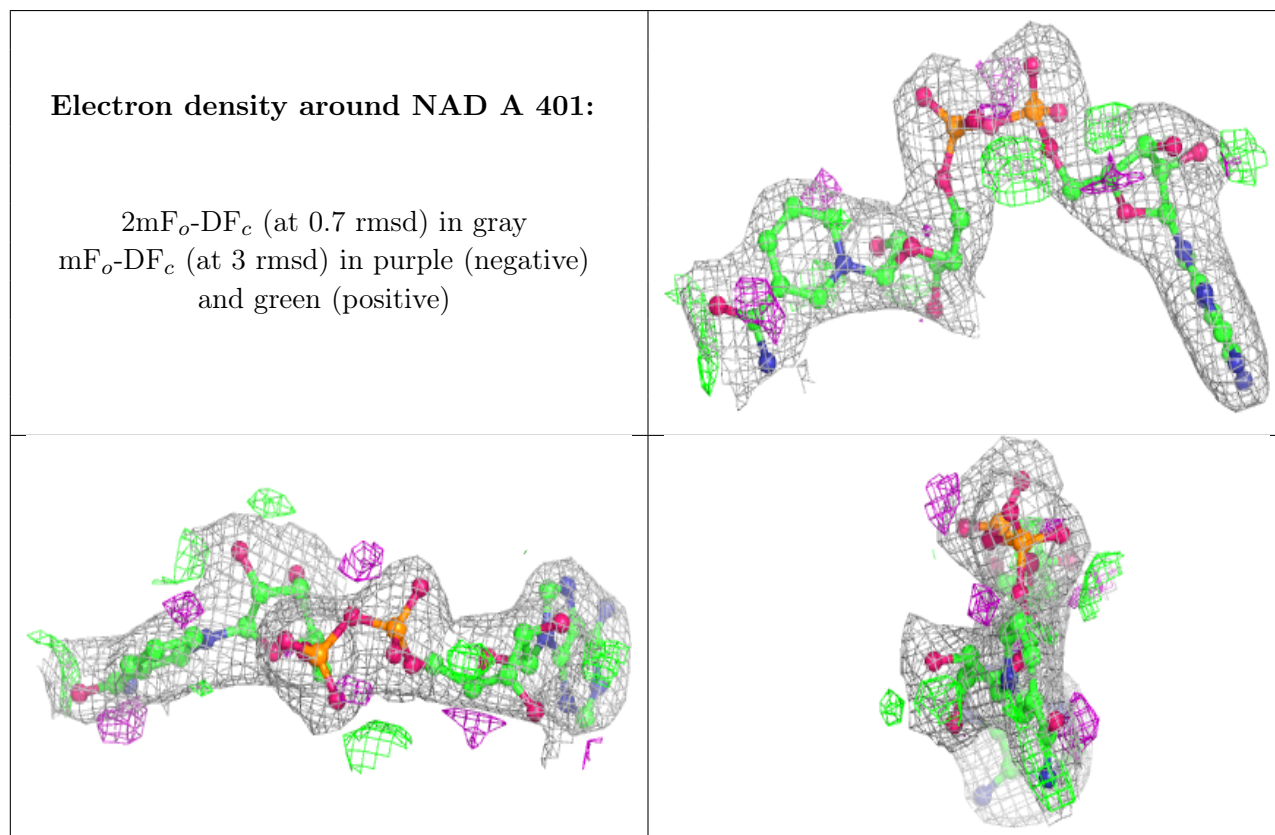 Electron density around NAD A 401:
2mFo-DFc (at 0.7 rmsd) in gray
mFo-DFc (at 3 rmsd) in purple (negative)
and green (positive)